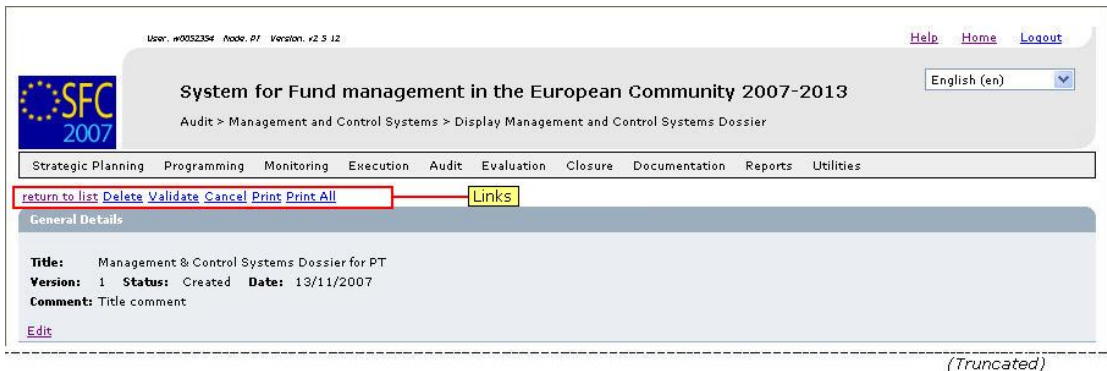 User. w0052354 Node. PT Version. v2 5 12
Help Home Logout
English (en)
SFC
2007
System for Fund management in the European Community 2007-2013
Audit > Management and Control Systems > Display Management and Control Systems Dossier
Strategic Planning Programming Monitoring Execution Audit Evaluation Closure Documentation Reports Utilities
return to list Delete Validate Cancel Print Print All
Links
General Details
Title: Management & Control Systems Dossier for PT
Version: 1 Status: Created Date: 13/11/2007
Comment: Title comment
Edit
(Truncated)